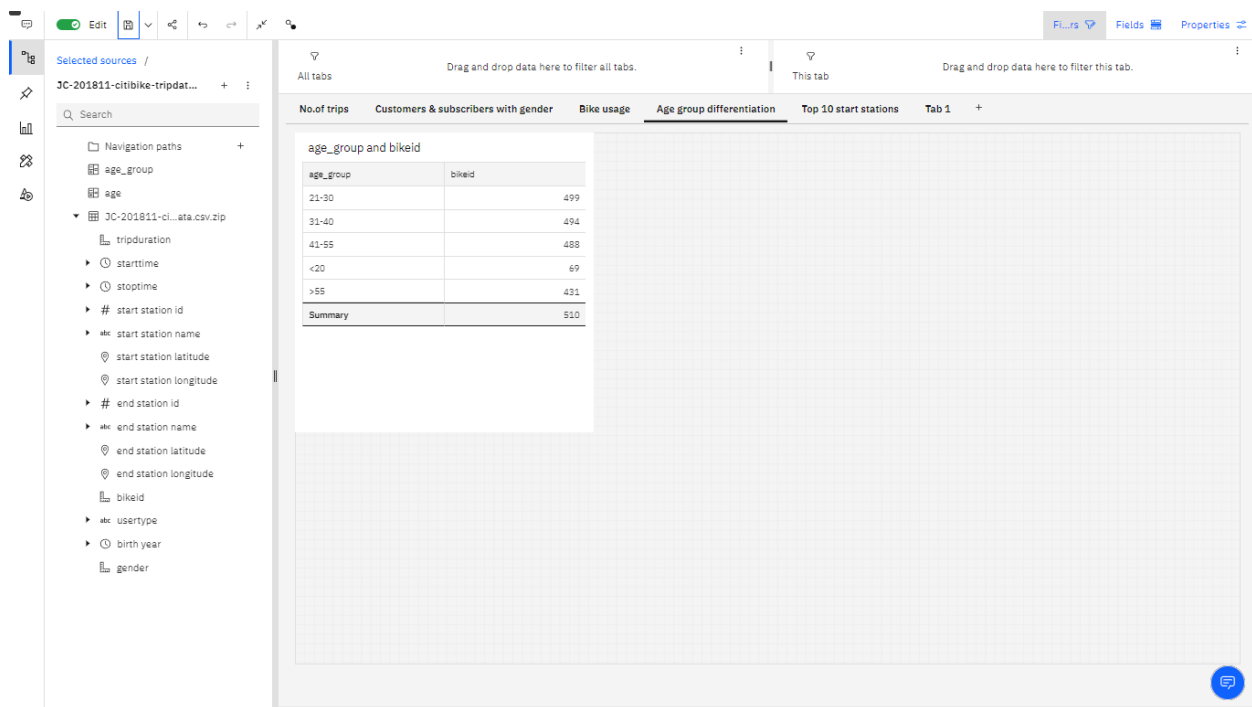 Edit
Fi...rs
Fields
Properties
Selected sources /
JC-201811-citibike-tripdat...
Search
Navigation paths
age_group
age
JC-201811-ci...ata.csv.zip
tripduration
starttime
stoptime
# start station id
abc start station name
start station latitude
start station longitude
# end station id
abc end station name
end station latitude
end station longitude
bikeid
abc usertype
birth year
gender
All tabs
Drag and drop data here to filter all tabs.
This tab
Drag and drop data here to filter this tab.
No.of trips Customers & subscribers with gender Bike usage Age group differentiation Top 10 start stations Tab 1 +
age_group and bikeid
age_group bikeid
21-30 499
31-40 494
41-55 488
<20 69
>55 431
Summary 510